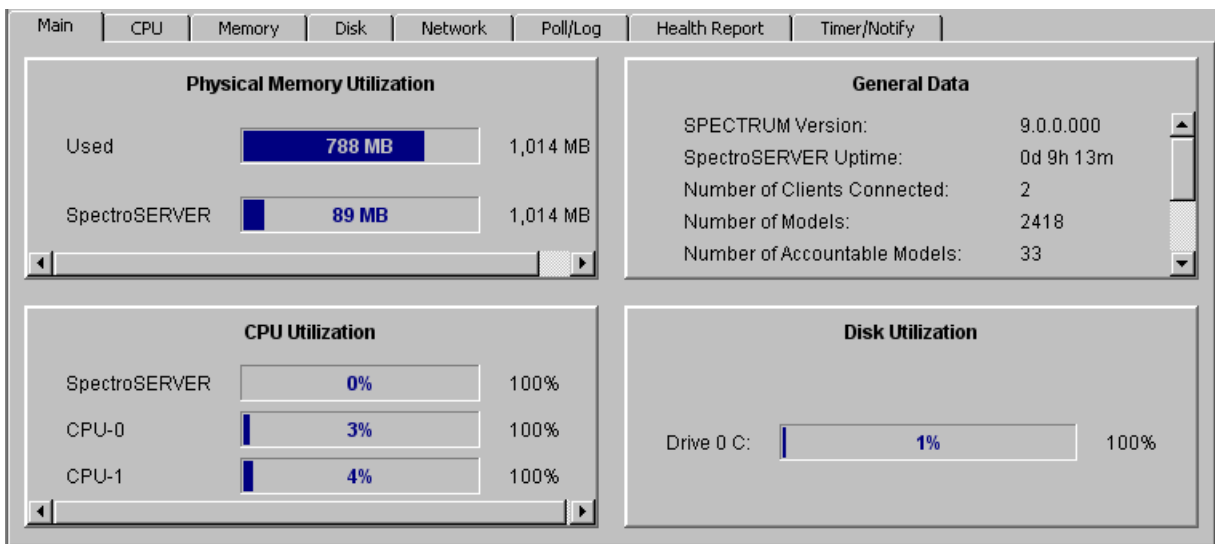 Main CPU Memory Disk Network Poll/Log Health Report Timer/Notify
Physical Memory Utilization
Used 788 MB 1,014 MB
SpectroSERVER 89 MB 1,014 MB
General Data
SPECTRUM Version: 9.0.0.000
SpectroSERVER Uptime: 0d 9h 13m
Number of Clients Connected: 2
Number of Models: 2418
Number of Accountable Models: 33
CPU Utilization
SpectroSERVER 0% 100%
CPU-0 3% 100%
CPU-1 4% 100%
Disk Utilization
Drive 0 C: 1% 100%